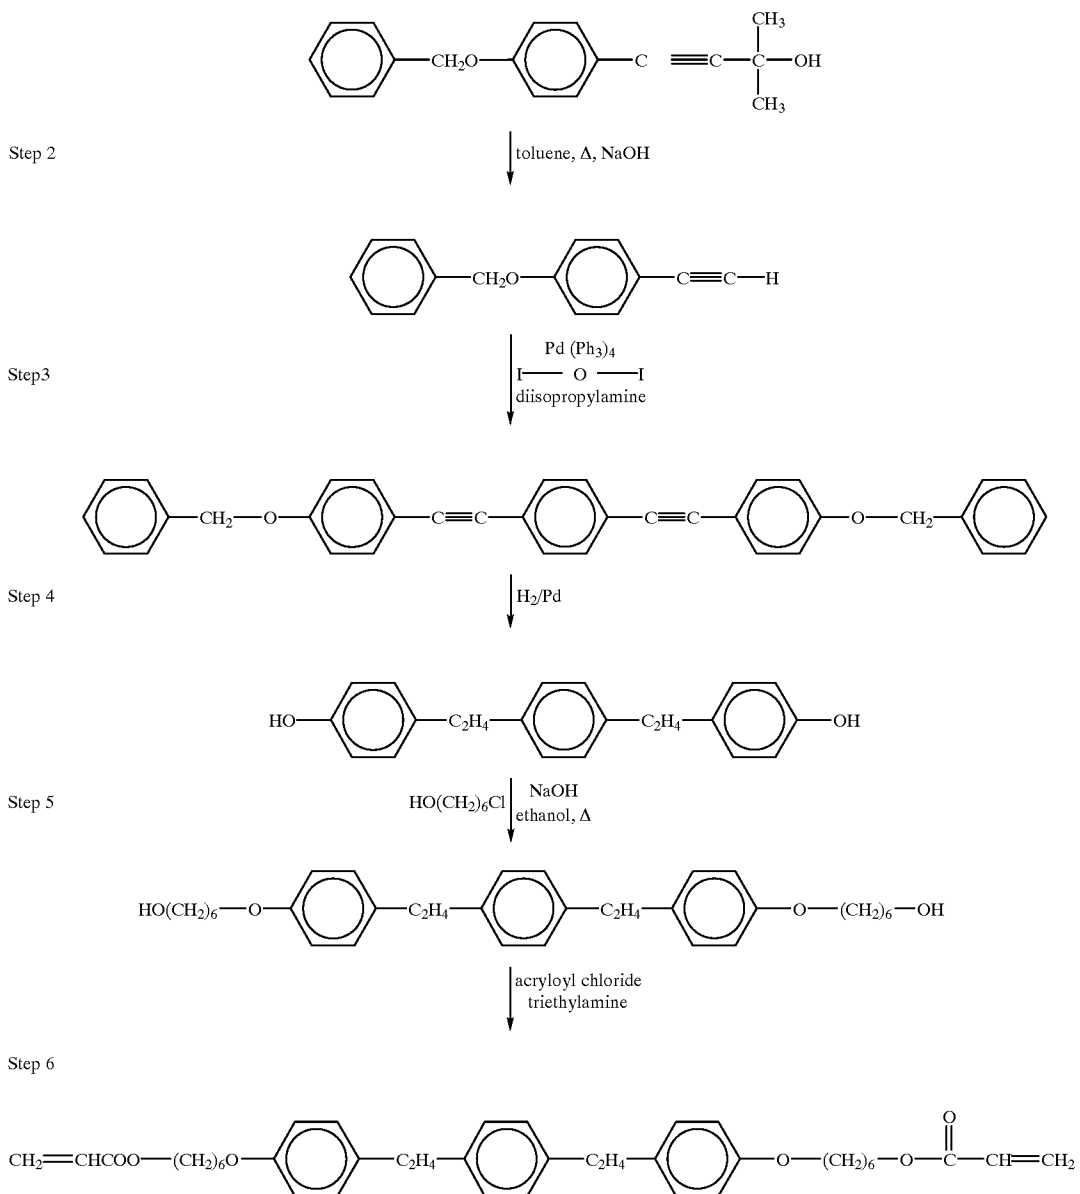 CH3
CH2O C C C OH
CH3
Step 2 toluene, Δ, NaOH
CH2O C C H
Pd (Ph3)4
Step3 I O I
diisopropylamine
CH2 O O CH2
Step 4 H2/Pd
HO C2H4 C2H4 OH
Step 5 HO(CH2)6Cl NaOH
ethanol, Δ
HO(CH2)6 O C2H4 C2H4 O (CH2)6 OH
acryloyl chloride
triethylamine
Step 6
O
CH2 CHCOO (CH2)6O C2H4 C2H4 O (CH2)6 O CH CH2